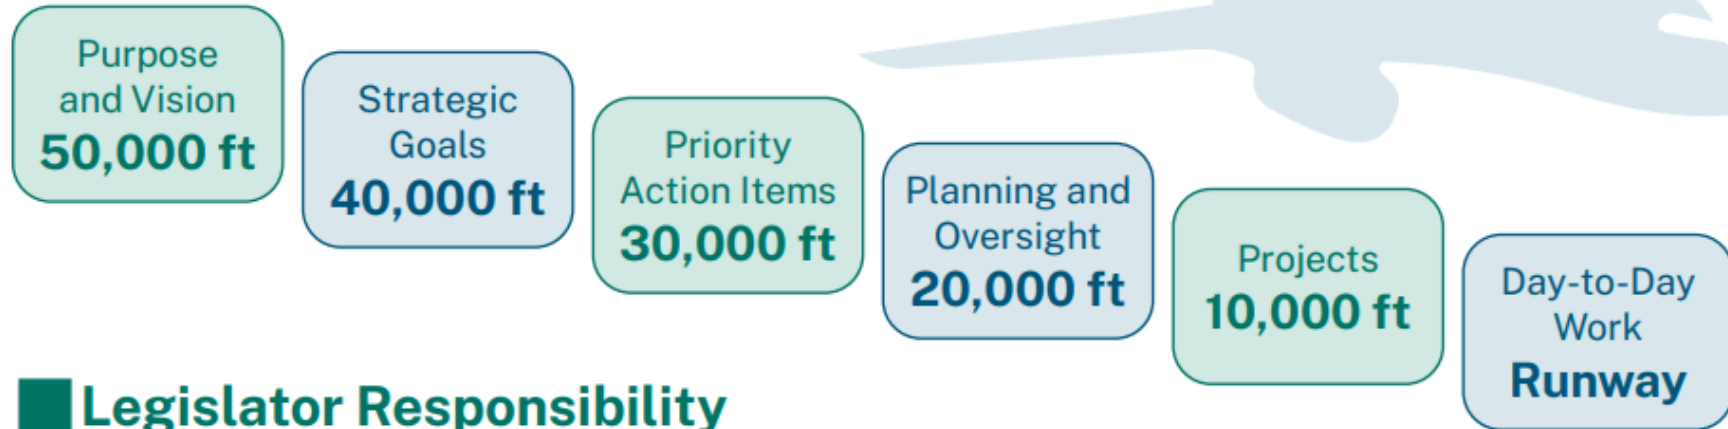 Purpose
and Vision
50,000 ft
Strategic
Goals
40,000 ft
Priority
Action Items
30,000 ft
Planning and
Oversight
20,000 ft
Projects
10,000 ft
Day-to-Day
Work
Runway
Legislator Responsibility